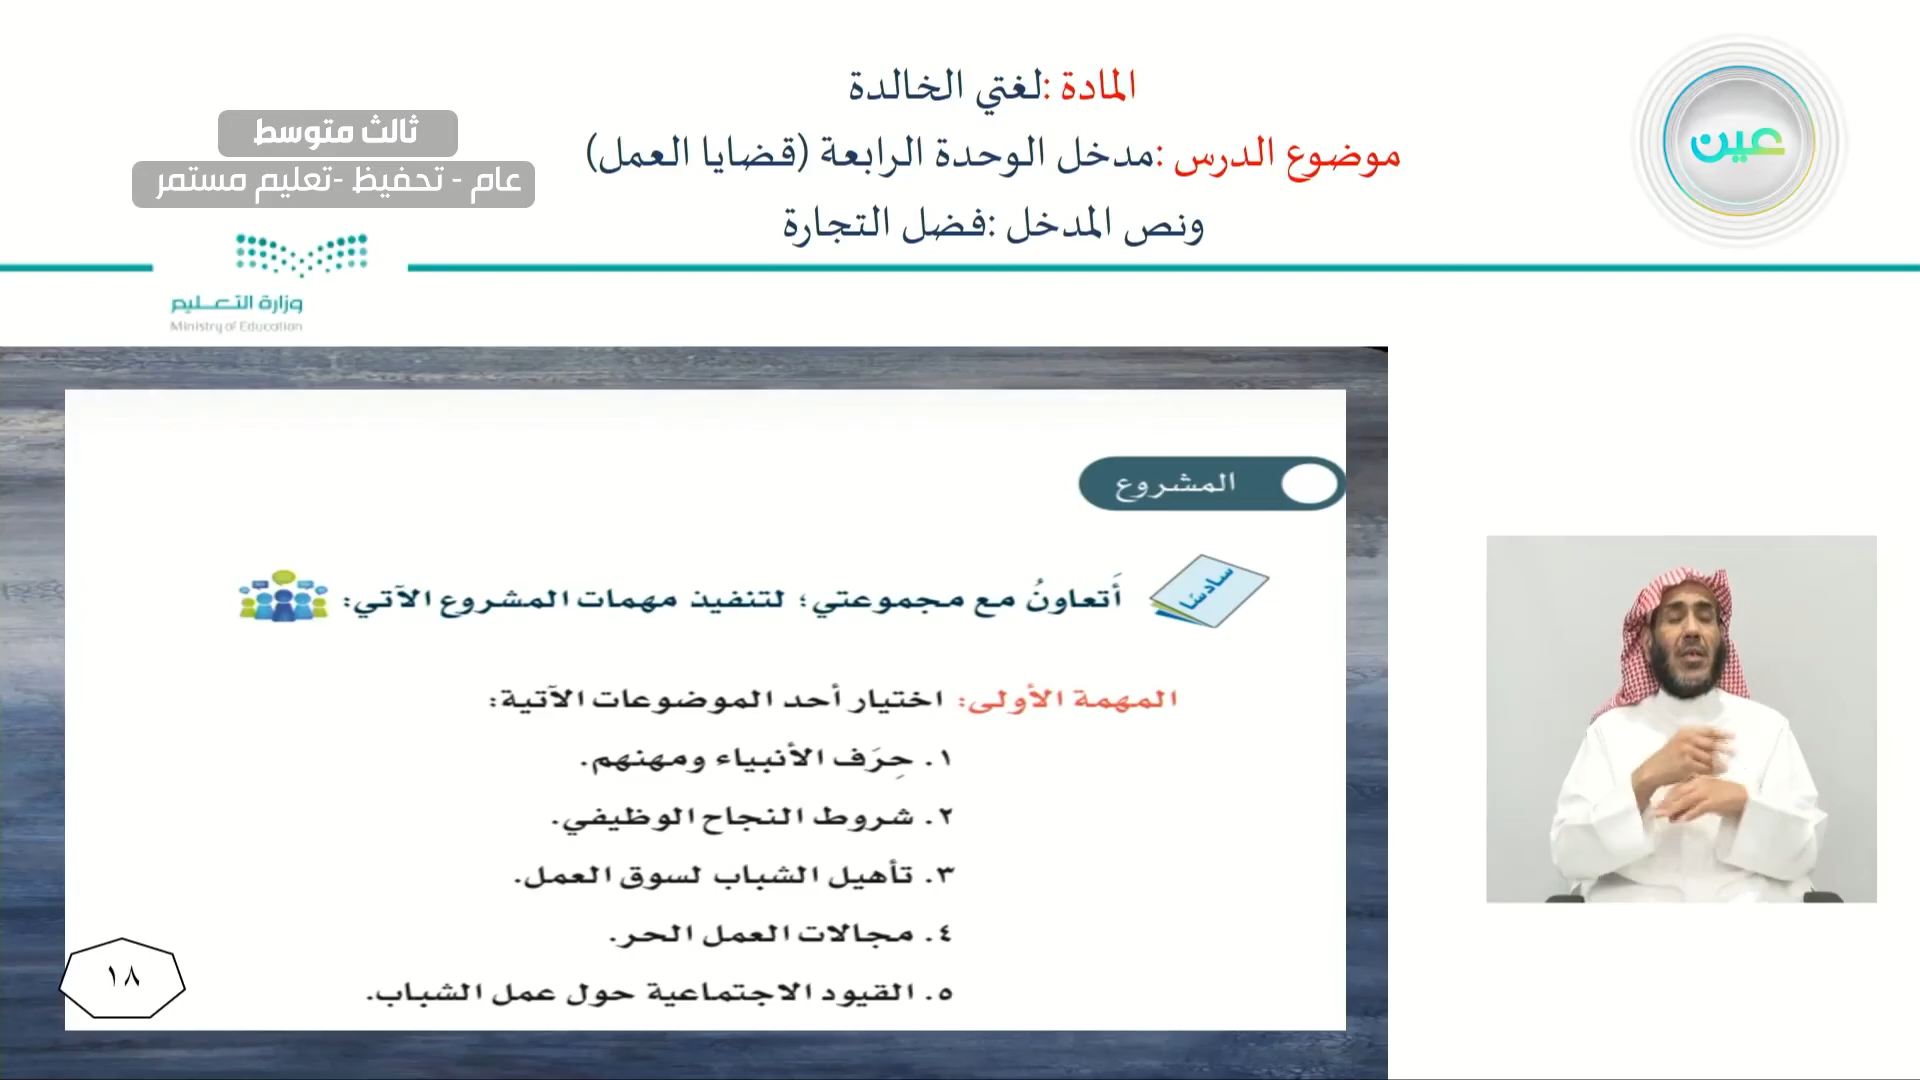 المادة :لغتي الخالدة
موضوع الدرس :مدخل الوحدة الرابعة (قضايا العمل)
ونص المدخل :فضل التجارة
عين
ثالث متوسط
عام - تحفيظ -تعليم مستمر
وزارة التعليم
Ministry of Education
المشروع
سادسًا
أَتعاونُ مع مجموعتي؛ لتنفيذ مهمات المشروع الآتي:
المهمة الأولى: اختيار أحد الموضوعات الآتية:
١. حِرَف الأنبياء ومهنهم.
٢. شروط النجاح الوظيفي.
٣. تأهيل الشباب لسوق العمل.
٤. مجالات العمل الحر.
٥. القيود الاجتماعية حول عمل الشباب.
١٨